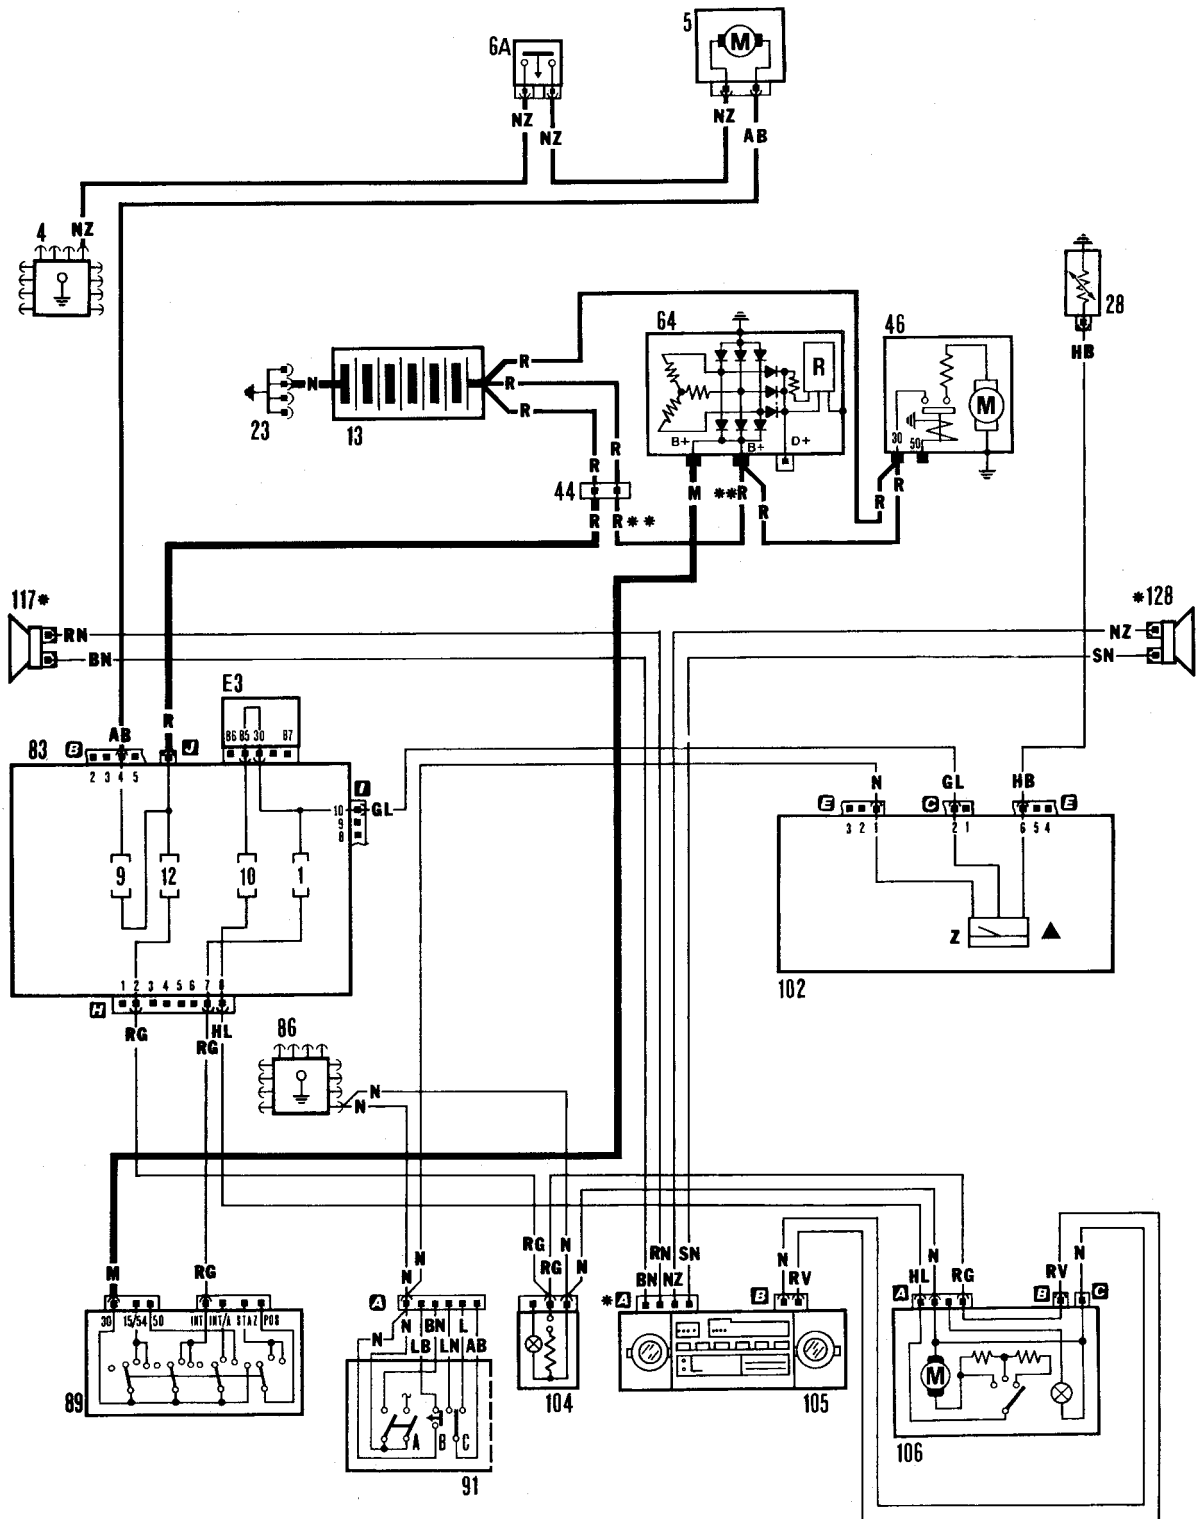 5
6A
M
NZ
NZ
NZ
AB
4
NZ
28
HB
64
46
R
R
R
R
N
23
13
M
30
50
B+
B+
D+
R
R
44
M
**R
R
R
R
R
R**
117*
*128
RN
NZ
BN
SN
E3
86 85 30 87
R
AB
83
B
J
2 3 4 5
I
10
9
8
GL
N
GL
HB
E
C
E
3 2 1
2 1
6 5 4
9
12
10
1
Z
102
1 2 3 4 5 6 7 8
H
RG
HL
RG
86
N
N
RG
N
RG
N
N
N
RN
SN
BN
NZ
N
RV
HL
N
RG
RV
N
M
RG
A
*A
B
A
B
C
30
15/54
50
INT
INT/A
STAZ
POS
N
N
BN
L
LB
LN
AB
M
89
A
B
C
91
104
105
106